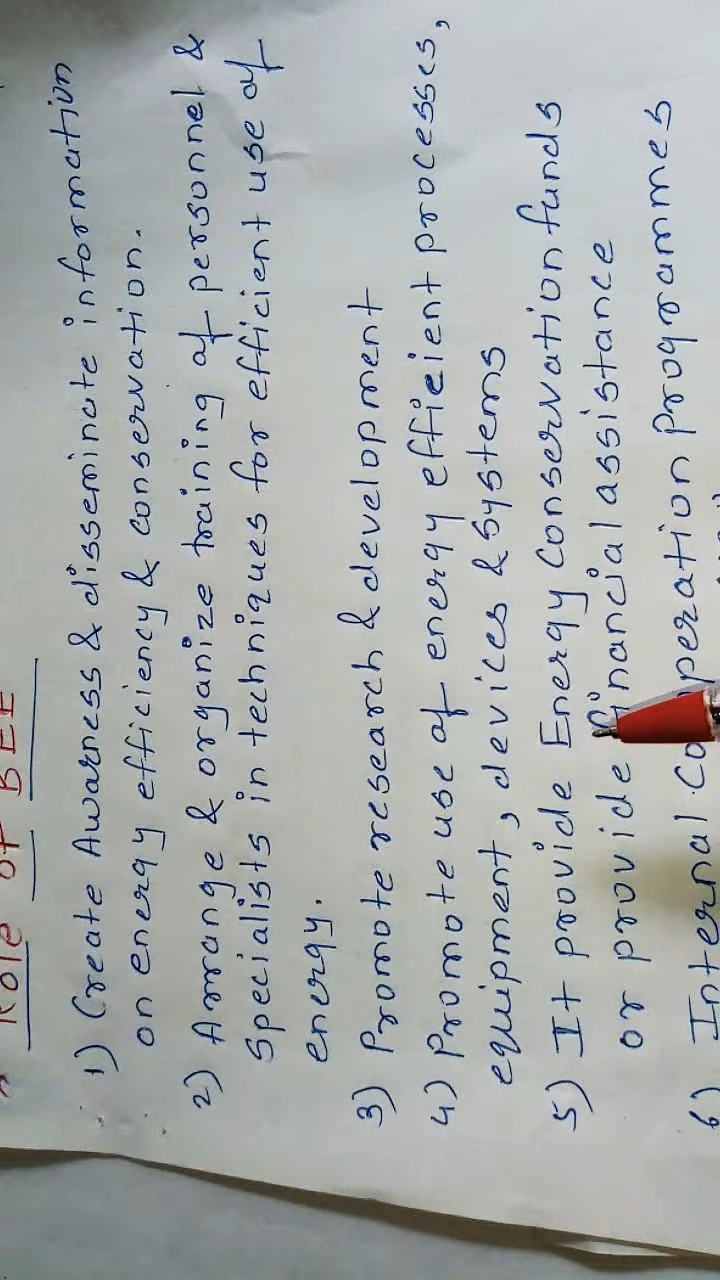 Role of BEE
1) Create Awarness & disseminate information
on energy efficiency & conservation.
2) Arrange & organize training of personnel &
Specialists in techniques for efficient use of
energy.
3) Promote research & development
4) Promote use of energy efficient processes,
equipment, devices & systems
5) It provide Energy Conservation funds
or provide financial assistance
6) Internal peration programmes